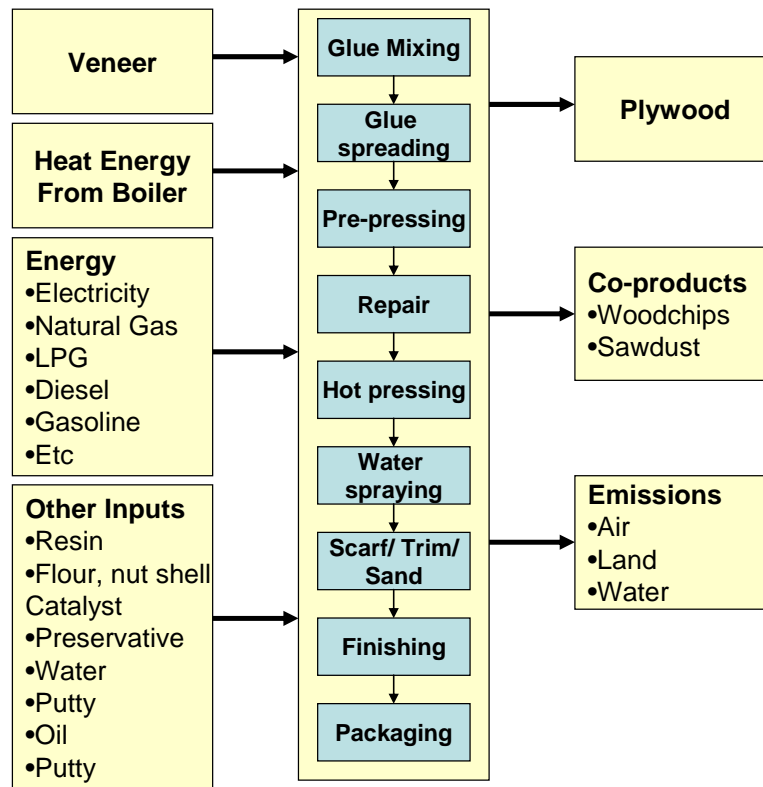 Veneer
Heat Energy
From Boiler
Energy
•Electricity
•Natural Gas
•LPG
•Diesel
•Gasoline
•Etc
Other Inputs
•Resin
•Flour, nut shell
Catalyst
•Preservative
•Water
•Putty
•Oil
•Putty
Glue Mixing
Glue
spreading
Pre-pressing
Repair
Hot pressing
Water
spraying
Scarf/ Trim/
Sand
Finishing
Packaging
Plywood
Co-products
•Woodchips
•Sawdust
Emissions
•Air
•Land
•Water